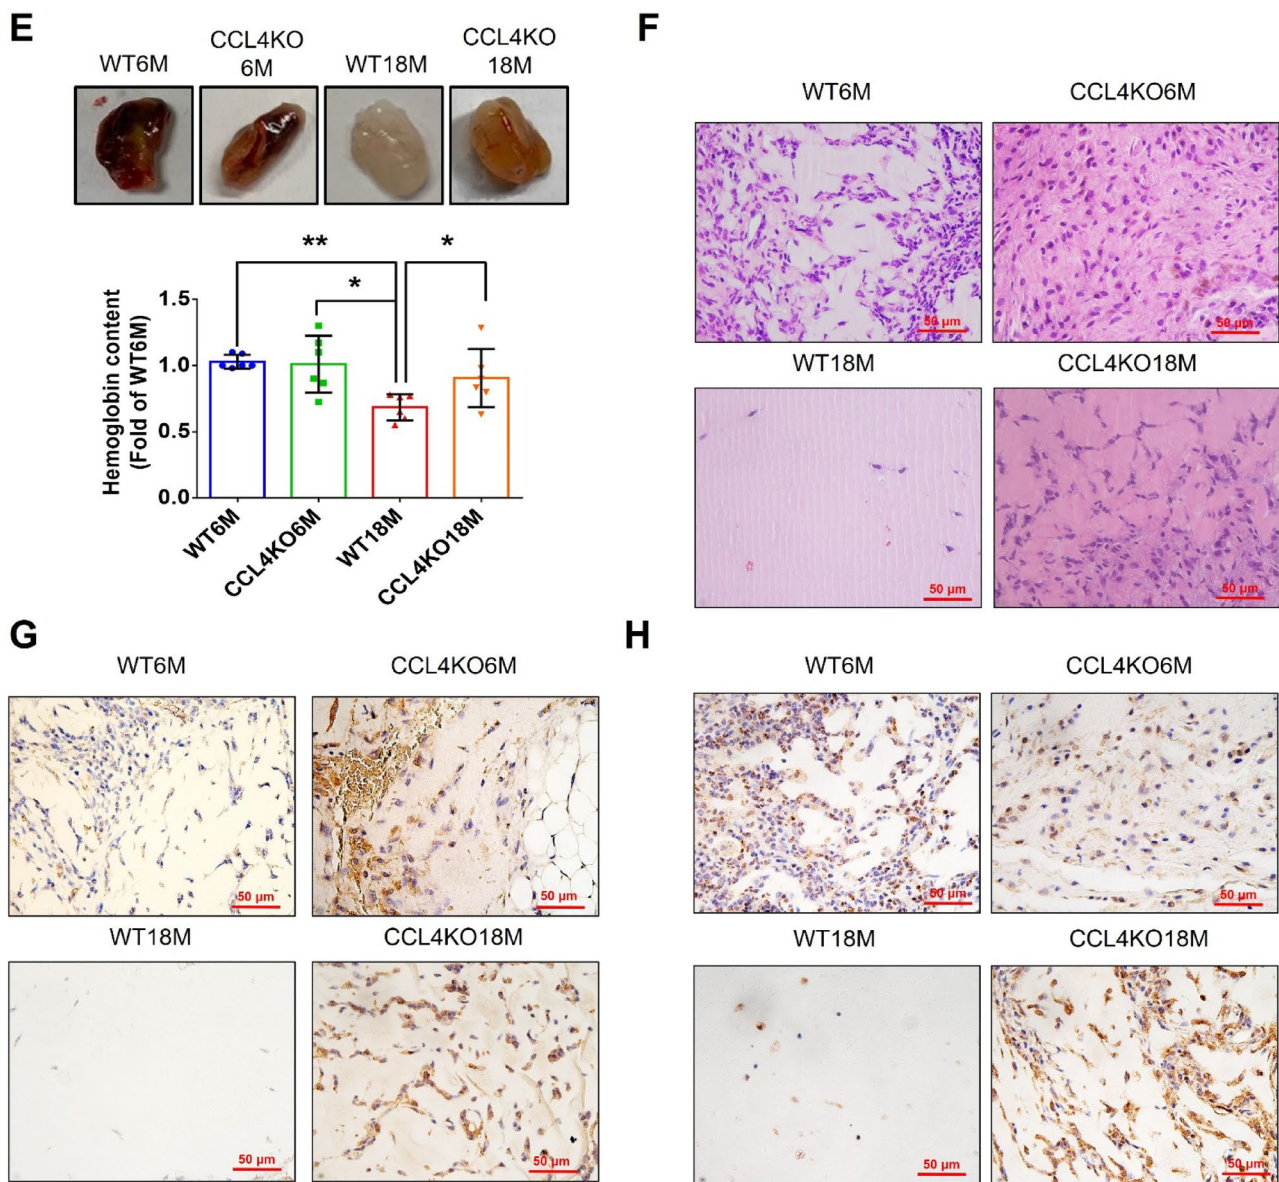 E
WT6M
CCL4KO
6M
WT18M
CCL4KO
18M
**
*
*
Hemoglobin content
(Fold of WT6M)
1.5
1.0
0.5
0.0
WT6M
CCL4KO6M
WT18M
CCL4KO18M
F
WT6M
CCL4KO6M
50 µm
50 µm
WT18M
CCL4KO18M
50 µm
50 µm
G
WT6M
CCL4KO6M
50 µm
50 µm
WT18M
CCL4KO18M
50 µm
50 µm
H
WT6M
CCL4KO6M
50 µm
50 µm
WT18M
CCL4KO18M
50 µm
50 µm